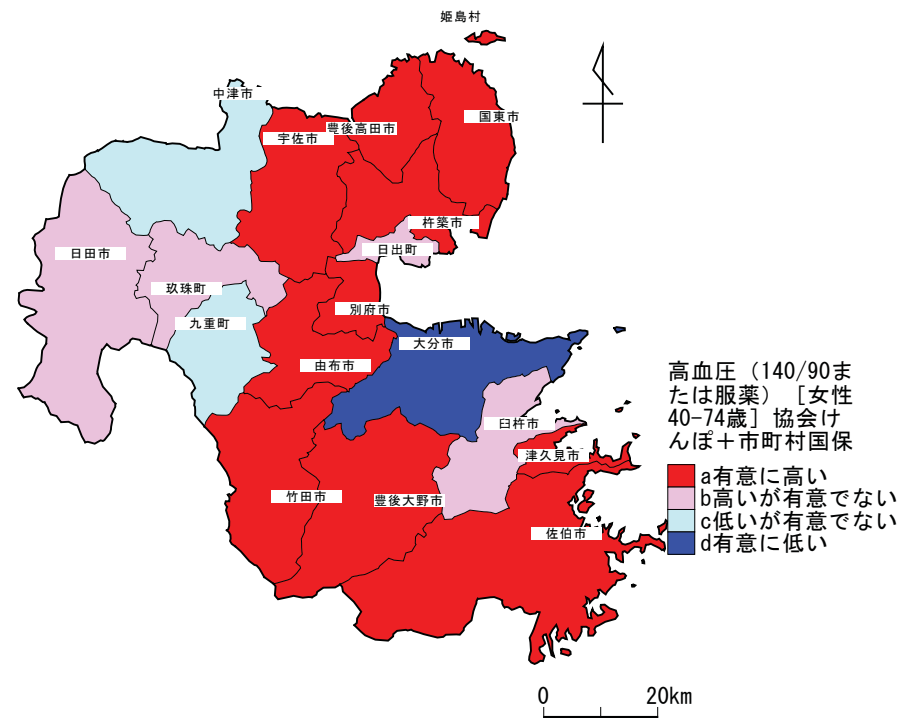 姫島村
中津市
国東市
豊後高田市
宇佐市
杵築市
日出町
日田市
玖珠町
別府市
九重町
大分市
由布市
臼杵市
津久見市
竹田市
豊後大野市
佐伯市
高血圧（140/90ま
たは服薬）［女性
40-74歳］協会け
んぽ＋市町村国保
a有意に高い
b高いが有意でない
c低いが有意でない
d有意に低い
0 20km